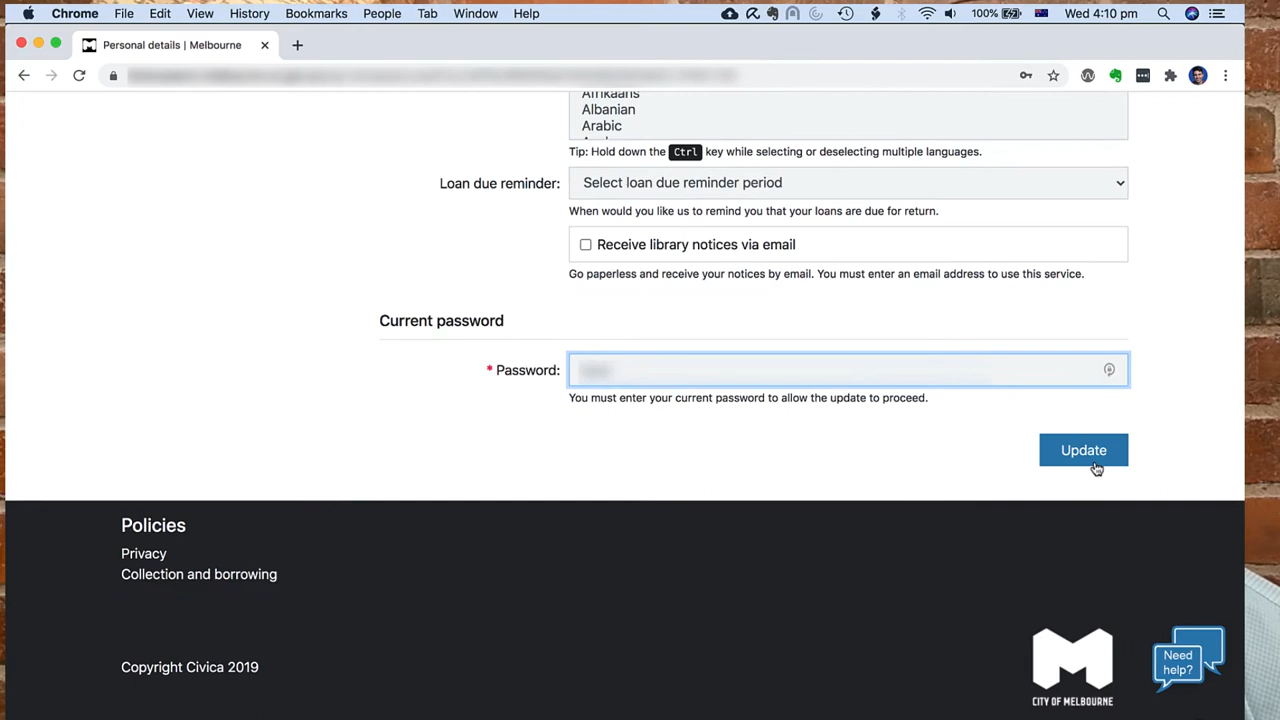 Chrome File Edit View History Bookmarks People Tab Window Help 100% Wed 4:10 pm
Personal details | Melbourne
Afrikaans
Albanian
Arabic
Tip: Hold down the Ctrl key while selecting or deselecting multiple languages.
Loan due reminder: Select loan due reminder period
When would you like us to remind you that your loans are due for return.
Receive library notices via email
Go paperless and receive your notices by email. You must enter an email address to use this service.
Current password
* Password:
You must enter your current password to allow the update to proceed.
Update
Policies
Privacy
Collection and borrowing
Copyright Civica 2019
CITY OF MELBOURNE
Need
help?